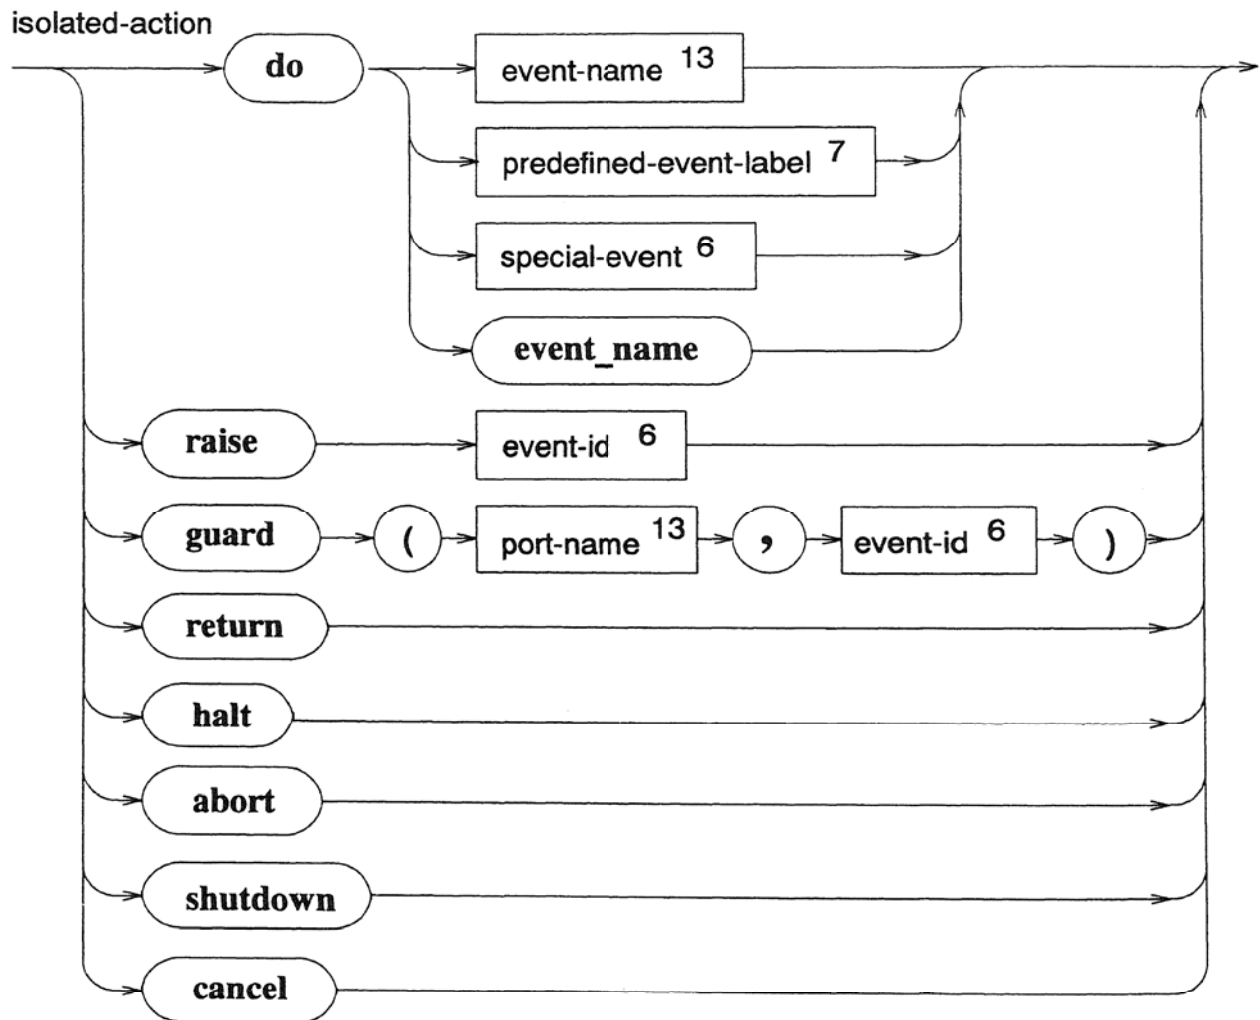 isolated-action
do event-name 13
predefined-event-label 7
special-event 6
event_name
raise event-id 6
guard ( port-name 13 , event-id 6 )
return
halt
abort
shutdown
cancel